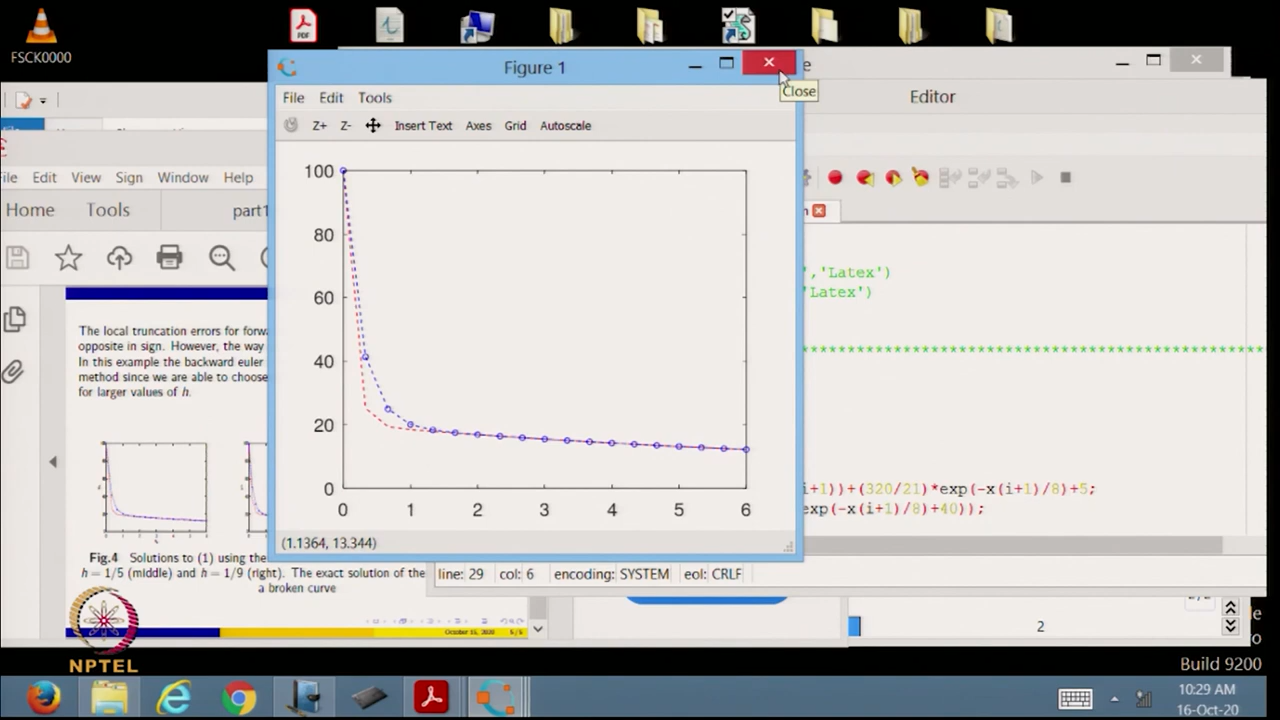 FSCK0000
Figure 1
Close
File Edit Tools
Z+ Z- Insert Text Axes Grid Autoscale
100
80
60
40
20
0
0 1 2 3 4 5 6
(1.1364, 13.344)
Editor
','Latex')
'Latex')
*********************************************************
(i+1))+(320/21)*exp(-x(i+1)/8)+5;
exp(-x(i+1)/8)+40));
line: 29 col: 6 encoding: SYSTEM eol: CRLF
Edit View Sign Window Help
Home Tools part1
The local truncation errors for forwa
opposite in sign. However, the way
In this example the backward euler
method since we are able to choose
for larger values of h.
Fig.4 Solutions to (1) using the
h = 1/5 (middle) and h = 1/9 (right). The exact solution of the
a broken curve
October 15, 2020 5/5
2
NPTEL
Build 9200
10:29 AM
16-Oct-20